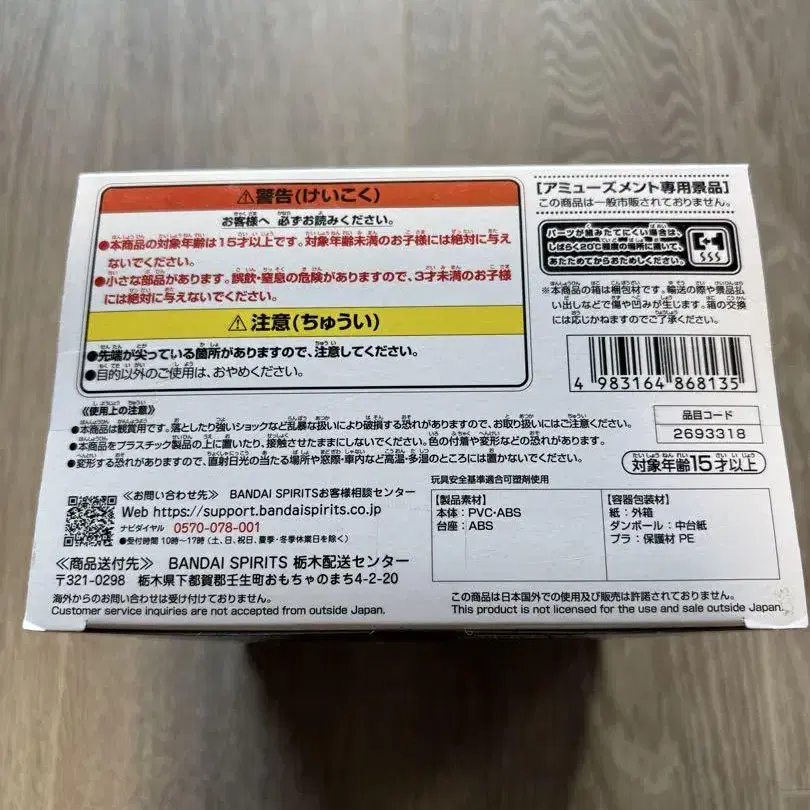 ⚠警告(けいこく)
お客様へ 必ずお読みください。
●本商品の対象年齢は15才以上です。対象年齢未満のお子様には絶対に与え
ないでください。
●小さな部品があります。誤飲・窒息の危険がありますので、3才未満のお子様
には絶対に与えないでください。
⚠注意(ちゅうい)
●先端が尖っている箇所がありますので、注意してください。
●目的以外のご使用は、おやめください。
[アミューズメント専用景品]
この商品は一般市販されておりません。
パーツが組みたてにくい場合は、
しばらく20℃程度の場所に置いて、
あたためてからおためしください。
※本商品の箱は梱包材です。輸送の際や景品払
い出しなどで傷や凹みが生じます。箱の交換
には応じかねますのでご了承ください。
4 983164 868135
品目コード
2693318
対象年齢15才以上
《使用上の注意》
●本商品は観賞用です。落としたり強いショックなど乱暴な扱いにより破損する恐れがありますので、お取り扱いにはご注意ください。
●本商品をプラスチック製品の上に置いたり、接触させたままにしないでください。色の付着や変形などの恐れがあります。
●変形する恐れがありますので、直射日光の当たる場所や窓際・車内など高温・多湿のところには置かないでください。
≪お問い合わせ先≫ BANDAI SPIRITSお客様相談センター
Web https://support.bandaispirits.co.jp
ナビダイヤル 0570-078-001
●受付時間 10時〜17時 (土、日、祝日、夏季・冬季休業日を除く)
≪商品送付先≫ BANDAI SPIRITS 栃木配送センター
〒321-0298 栃木県下都賀郡壬生町おもちゃのまち4-2-20
海外からのお問い合わせは受け付けておりません。
Customer service inquiries are not accepted from outside Japan.
玩具安全基準適合可塑剤使用
【製品素材】
本体：PVC・ABS
台座：ABS
【容器包装材】
紙：外箱
ダンボール：中台紙
プラ：保護材 PE
この商品は日本国外での使用及び販売は許諾されておりません。
This product is not licensed for the use and sale outside Japan.